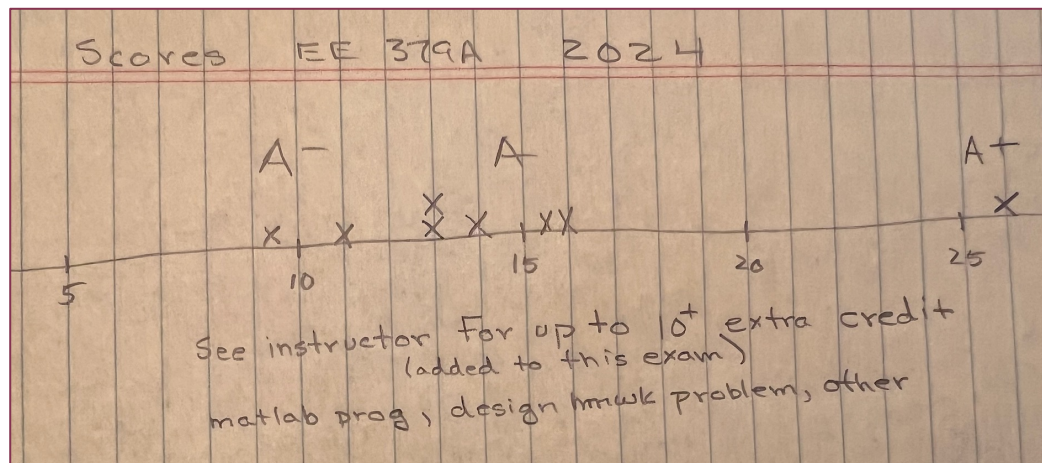 Scores EE 379A 2024
A- A A+
x
x x x x xx x
5 10 15 20 25
See instructor for up to 10+ extra credit
(added to this exam)
matlab prog, design hmwk problem, other